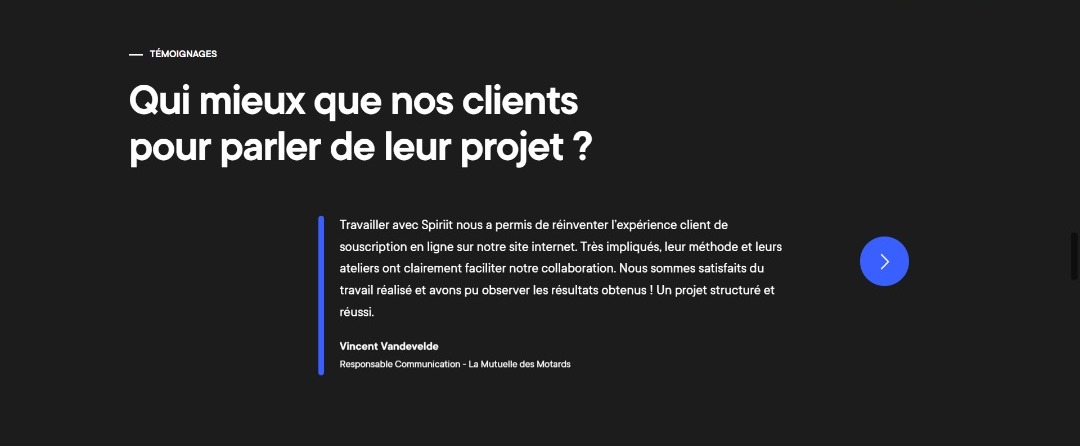 TÉMOIGNAGES
Qui mieux que nos clients
pour parler de leur projet ?
Travailler avec Spiriit nous a permis de réinventer l'expérience client de
souscription en ligne sur notre site internet. Très impliqués, leur méthode et leurs
ateliers ont clairement faciliter notre collaboration. Nous sommes satisfaits du
travail réalisé et avons pu observer les résultats obtenus ! Un projet structuré et
réussi.
Vincent Vandevelde
Responsable Communication - La Mutuelle des Motards